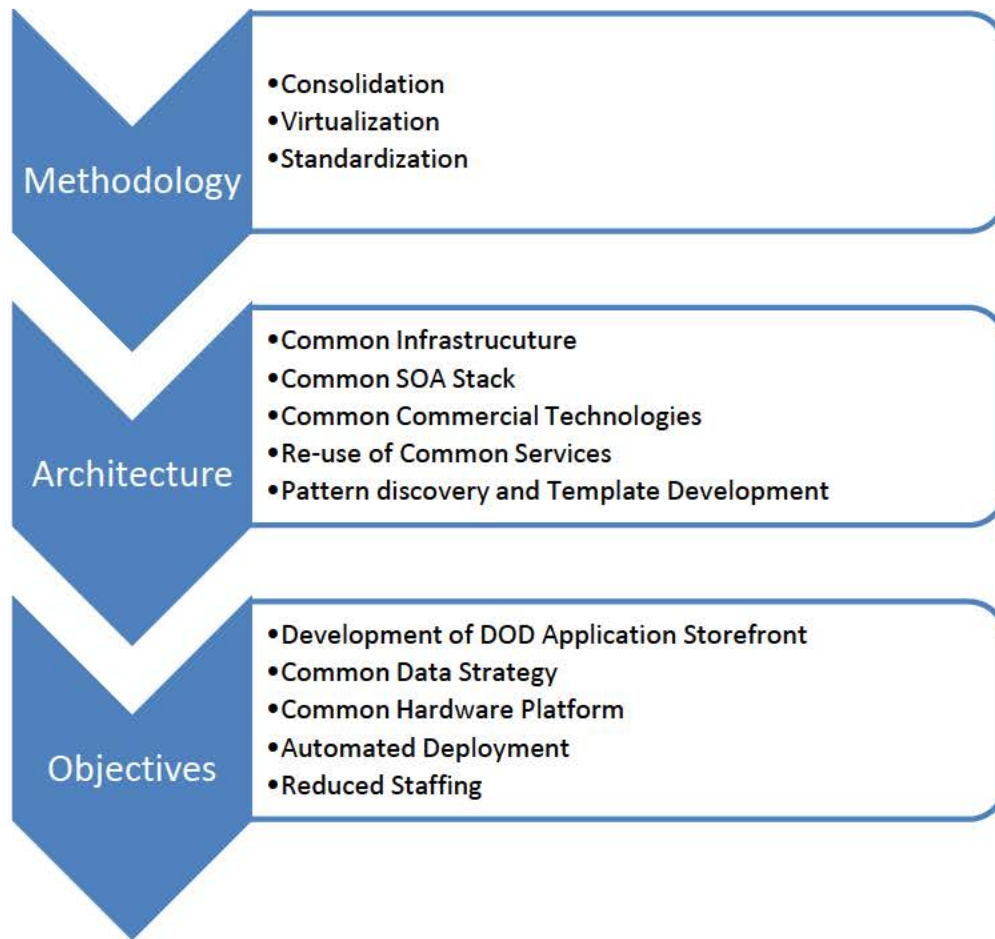 Methodology
•Consolidation
•Virtualization
•Standardization
Architecture
•Common Infrastrucuture
•Common SOA Stack
•Common Commercial Technologies
•Re-use of Common Services
•Pattern discovery and Template Development
Objectives
•Development of DOD Application Storefront
•Common Data Strategy
•Common Hardware Platform
•Automated Deployment
•Reduced Staffing